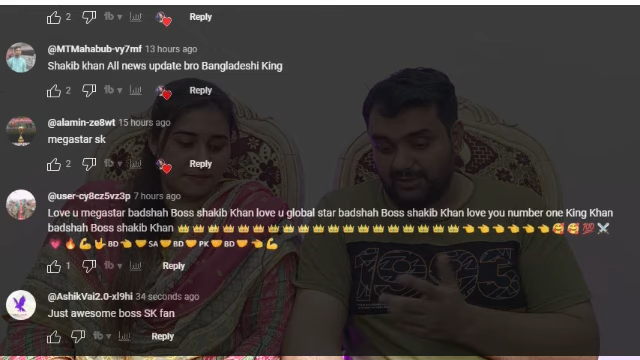 2 Reply
@MTMahabub-vy7mf 13 hours ago
Shakib khan All news update bro Bangladeshi King
2 Reply
@alamin-ze8wt 15 hours ago
megastar sk
2 Reply
@user-cy8cz5vz3p 7 hours ago
Love u megastar badshah Boss shakib Khan love u global star badshah Boss shakib Khan love you number one King Khan
badshah Boss shakib Khan 👑👑👑👑👑👑👑👑👑👑👑👑👑👑👑👑👑👑👑👈👈👈👈👈👈🥰🥰💯⚔️
💗🔥💪🤟BD👈🧡SA🧡BD🧡PK🧡BD🧡👈💪
1 Reply
@AshikVai2.0-xl9hi 34 seconds ago
Just awesome boss SK fan
Reply
1993